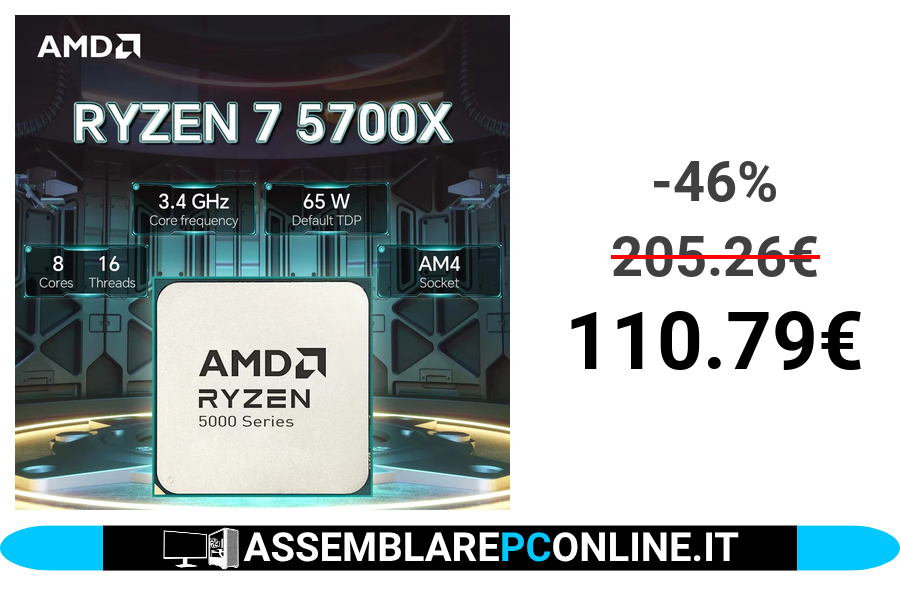 AMD
RYZEN 7 5700X
3.4 GHz
Core frequency
65 W
Default TDP
8
Cores
16
Threads
AM4
Socket
AMD
RYZEN
5000 Series
-46%
205.26€
110.79€
ASSEMBLAREPCONLINE.IT